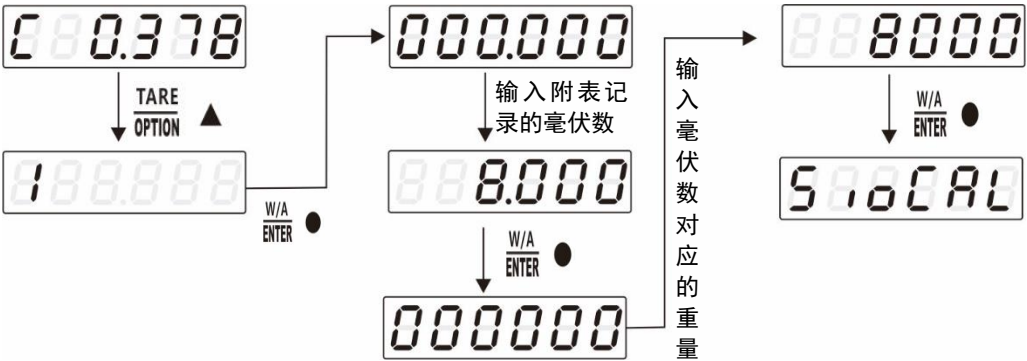 C 0.378
TARE
OPTION
1
W/A
ENTER
000.000
输入附表记
录的毫伏数
8.000
W/A
ENTER
000000
输入毫伏数对应的重量
8000
W/A
ENTER
SioCAL